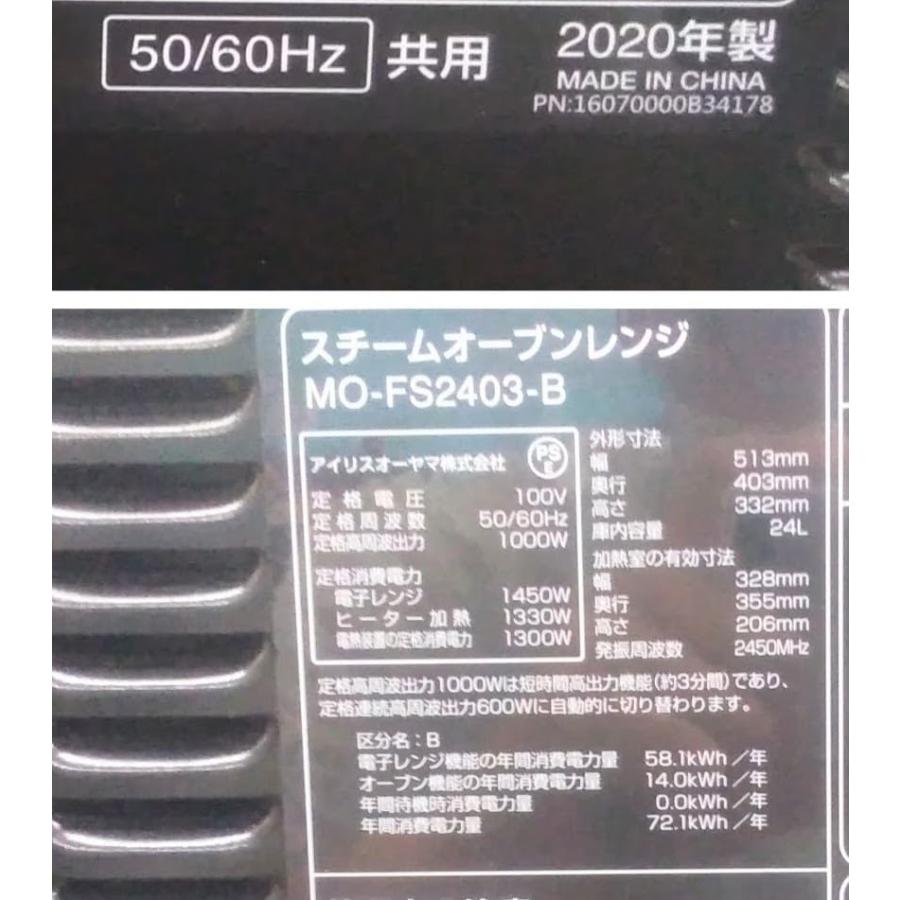 50/60Hz 共用
2020年製
MADE IN CHINA
PN:16070000B34178
スチームオーブンレンジ
MO-FS2403-B
アイリスオーヤマ株式会社 PS E
定格電圧 100V
定格周波数 50/60Hz
定格高周波出力 1000W
定格消費電力
電子レンジ 1450W
ヒーター加熱 1330W
電熱装置の定格消費電力 1300W
外形寸法
幅 513mm
奥行 403mm
高さ 332mm
庫内容量 24L
加熱室の有効寸法
幅 328mm
奥行 355mm
高さ 206mm
発振周波数 2450MHz
定格高周波出力1000Wは短時間高出力機能(約3分間)であり、
定格連続高周波出力600Wに自動的に切り替わります。
区分名：B
電子レンジ機能の年間消費電力量 58.1kWh／年
オーブン機能の年間消費電力量 14.0kWh／年
年間待機時消費電力量 0.0kWh／年
年間消費電力量 72.1kWh／年